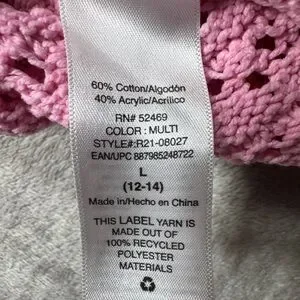 60% Cotton/Algodón
40% Acrylic/Acrílico
RN# 52469
COLOR: MULTI
STYLE#:R21-08027
EAN/UPC 887985248722
L
(12-14)
Made in/Hecho en China
THIS LABEL YARN IS
MADE OUT OF
100% RECYCLED
POLYESTER
MATERIALS